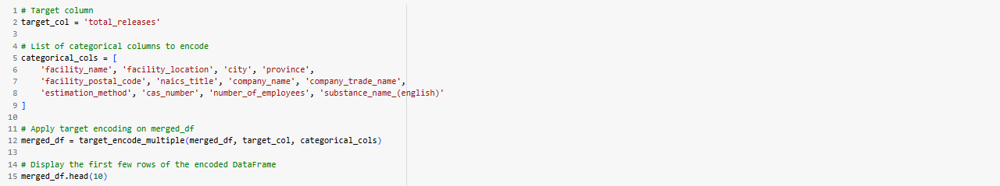 1 # Target column
2 target_col = 'total_releases'
3
4 # List of categorical columns to encode
5 categorical_cols = [
6     'facility_name', 'facility_location', 'city', 'province',
7     'facility_postal_code', 'naics_title', 'company_name', 'company_trade_name',
8     'estimation_method', 'cas_number', 'number_of_employees', 'substance_name_(english)'
9 ]
10
11 # Apply target encoding on merged_df
12 merged_df = target_encode_multiple(merged_df, target_col, categorical_cols)
13
14 # Display the first few rows of the encoded DataFrame
15 merged_df.head(10)